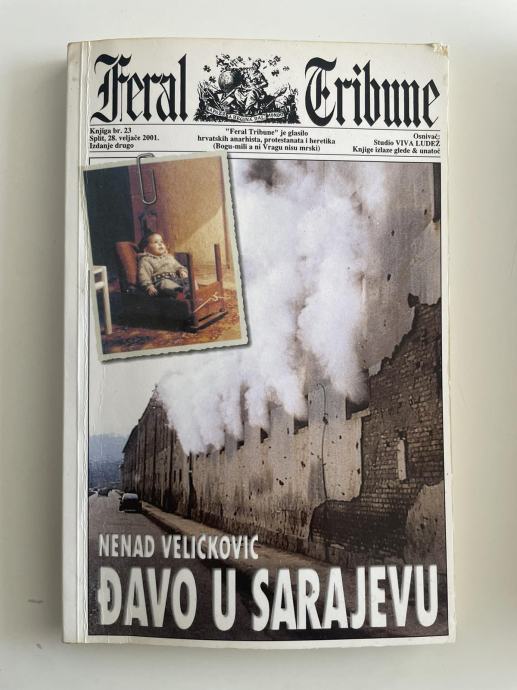 Feral Tribune
Knjiga br. 23
Split, 28. veljače 2001.
Izdanje drugo
"Feral Tribune" je glasilo
hrvatskih anarhista, protestanata i heretika
(Bogu-mili a ni Vragu nisu mrski)
Osnivač:
Studio VIVA LUDEŽ
Knjige izlaze glede & unatoč
NENAD VELIČKOVIĆ
ĐAVO U SARAJEVU